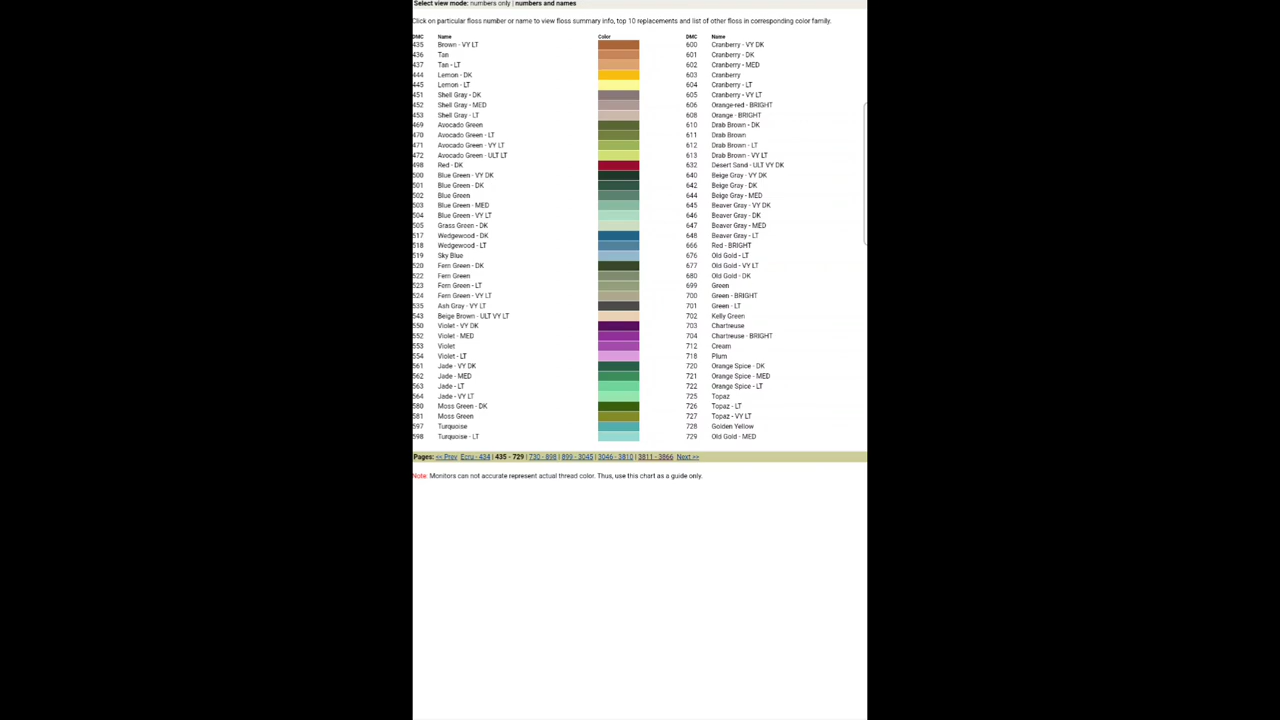 Select view mode: numbers only | numbers and names
Click on particular floss number or name to view floss summary info, top 10 replacements and list of other floss in corresponding color family.
DMC Name Color DMC Name
435 Brown - VY LT 600 Cranberry - VY DK
436 Tan 601 Cranberry - DK
437 Tan - LT 602 Cranberry - MED
444 Lemon - DK 603 Cranberry
445 Lemon - LT 604 Cranberry - LT
451 Shell Gray - DK 605 Cranberry - VY LT
452 Shell Gray - MED 606 Orange-red - BRIGHT
453 Shell Gray - LT 608 Orange - BRIGHT
469 Avocado Green 610 Drab Brown - DK
470 Avocado Green - LT 611 Drab Brown
471 Avocado Green - VY LT 612 Drab Brown - LT
472 Avocado Green - ULT LT 613 Drab Brown - VY LT
498 Red - DK 632 Desert Sand - ULT VY DK
500 Blue Green - VY DK 640 Beige Gray - VY DK
501 Blue Green - DK 642 Beige Gray - DK
502 Blue Green 644 Beige Gray - MED
503 Blue Green - MED 645 Beaver Gray - VY DK
504 Blue Green - VY LT 646 Beaver Gray - DK
505 Grass Green - DK 647 Beaver Gray - MED
517 Wedgewood - DK 648 Beaver Gray - LT
518 Wedgewood - LT 666 Red - BRIGHT
519 Sky Blue 676 Old Gold - LT
520 Fern Green - DK 677 Old Gold - VY LT
522 Fern Green 680 Old Gold - DK
523 Fern Green - LT 699 Green
524 Fern Green - VY LT 700 Green - BRIGHT
535 Ash Gray - VY LT 701 Green - LT
543 Beige Brown - ULT VY LT 702 Kelly Green
550 Violet - VY DK 703 Chartreuse
552 Violet - MED 704 Chartreuse - BRIGHT
553 Violet 712 Cream
554 Violet - LT 718 Plum
561 Jade - VY DK 720 Orange Spice - DK
562 Jade - MED 721 Orange Spice - MED
563 Jade - LT 722 Orange Spice - LT
564 Jade - VY LT 725 Topaz
580 Moss Green - DK 726 Topaz - LT
581 Moss Green 727 Topaz - VY LT
597 Turquoise 728 Golden Yellow
598 Turquoise - LT 729 Old Gold - MED
Pages: << Prev Ecru - 434 | 435 - 729 | 730 - 898 | 899 - 3045 | 3046 - 3810 | 3811 - 3866 Next >>
Note: Monitors can not accurate represent actual thread color. Thus, use this chart as a guide only.